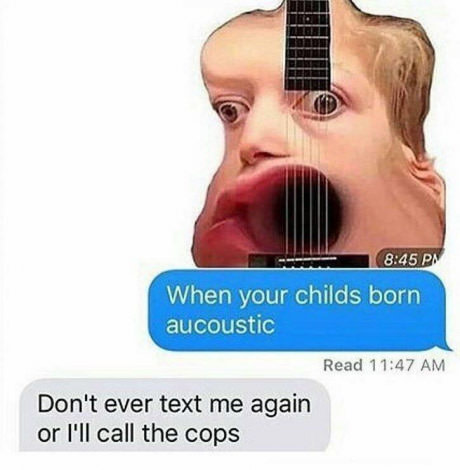 8:45 PM
When your childs born
aucoustic
Read 11:47 AM
Don't ever text me again
or I'll call the cops